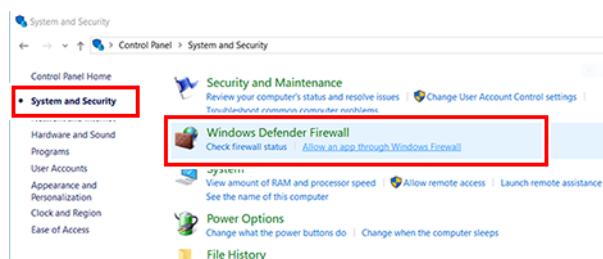 System and Security
Control Panel > System and Security
Control Panel Home
System and Security
Hardware and Sound
Programs
User Accounts
Appearance and
Personalization
Clock and Region
Ease of Access
Security and Maintenance
Review your computer's status and resolve issues | Change User Account Control settings |
Troubleshoot common computer problems
Windows Defender Firewall
Check firewall status | Allow an app through Windows Firewall
System
View amount of RAM and processor speed | Allow remote access | Launch remote assistance
See the name of this computer
Power Options
Change what the power buttons do | Change when the computer sleeps
File History